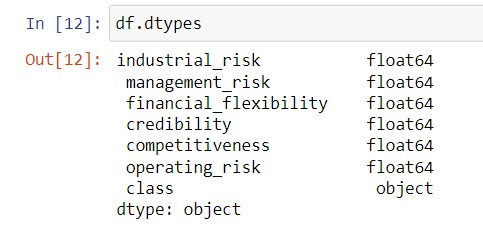 In [12]: df.dtypes
Out[12]: industrial_risk float64
management_risk float64
financial_flexibility float64
credibility float64
competitiveness float64
operating_risk float64
class object
dtype: object